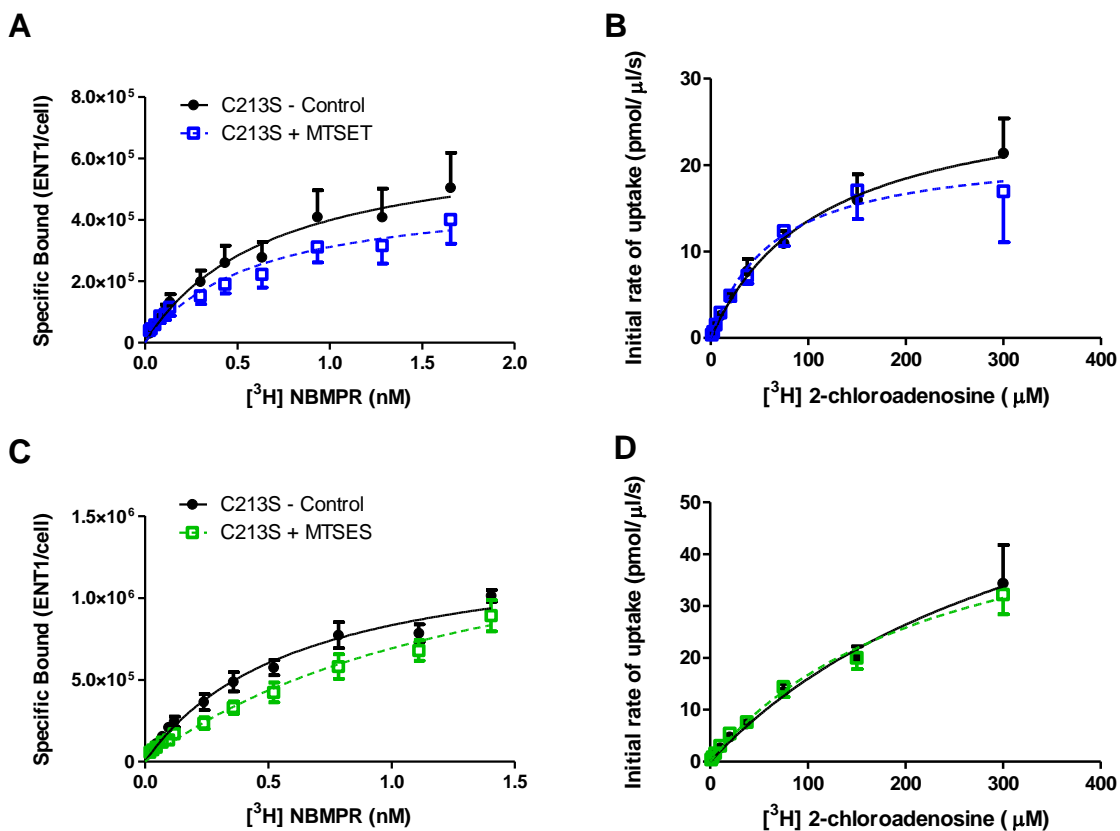 A
Specific Bound (ENT1/cell)
8.0×10⁵
6.0×10⁵
4.0×10⁵
2.0×10⁵
0
C213S - Control
C213S + MTSET
0.0 0.5 1.0 1.5 2.0
[³H] NBMPR (nM)
B
Initial rate of uptake (pmol/ μl/s)
30
20
10
0
0 100 200 300 400
[³H] 2-chloroadenosine ( μM)
C
Specific Bound (ENT1/cell)
1.5×10⁶
1.0×10⁶
5.0×10⁵
0
C213S - Control
C213S + MTSES
0.0 0.5 1.0 1.5
[³H] NBMPR (nM)
D
Initial rate of uptake (pmol/ μl/s)
50
40
30
20
10
0
0 100 200 300 400
[³H] 2-chloroadenosine ( μM)